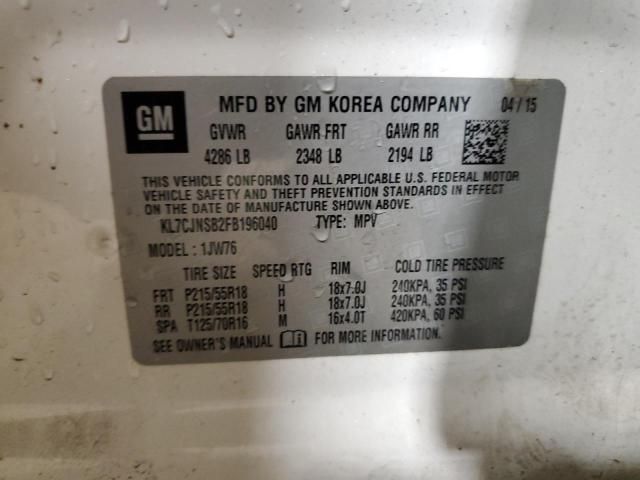 GM
MFD BY GM KOREA COMPANY 04/15
GVWR GAWR FRT GAWR RR
4286 LB 2348 LB 2194 LB
THIS VEHICLE CONFORMS TO ALL APPLICABLE U.S. FEDERAL MOTOR
VEHICLE SAFETY AND THEFT PREVENTION STANDARDS IN EFFECT
ON THE DATE OF MANUFACTURE SHOWN ABOVE.
KL7CJNSB2FB196040 TYPE: MPV
MODEL: 1JW76
TIRE SIZE SPEED RTG RIM COLD TIRE PRESSURE
FRT P215/55R18 H 18x7.0J 240KPA, 35 PSI
RR P215/55R18 H 18x7.0J 240KPA, 35 PSI
SPA T125/70R16 M 16x4.0T 420KPA, 60 PSI
SEE OWNER'S MANUAL FOR MORE INFORMATION.